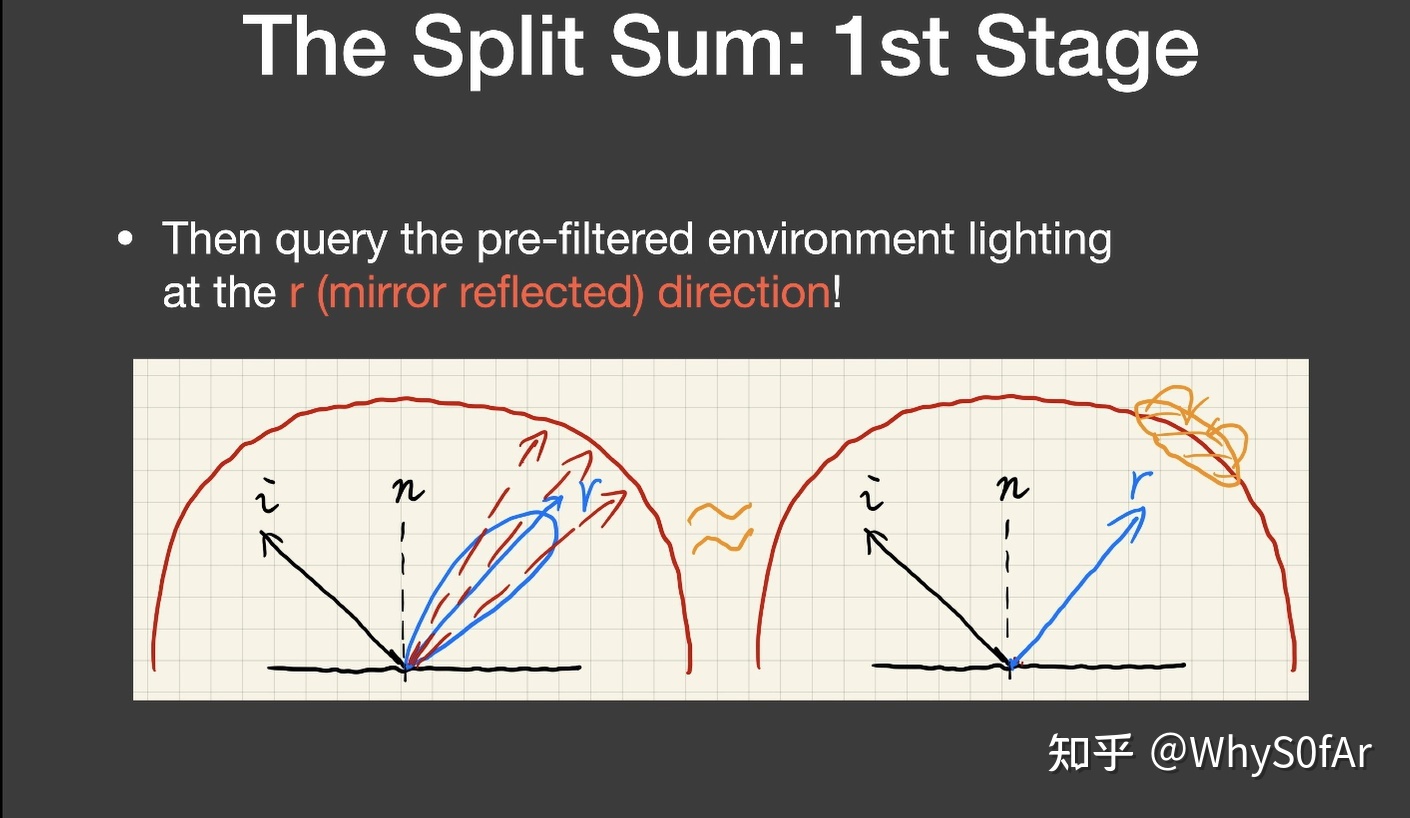 The Split Sum: 1st Stage
• Then query the pre-filtered environment lighting
at the r (mirror reflected) direction!
i n r
≈
i n r
知乎 @WhyS0fAr